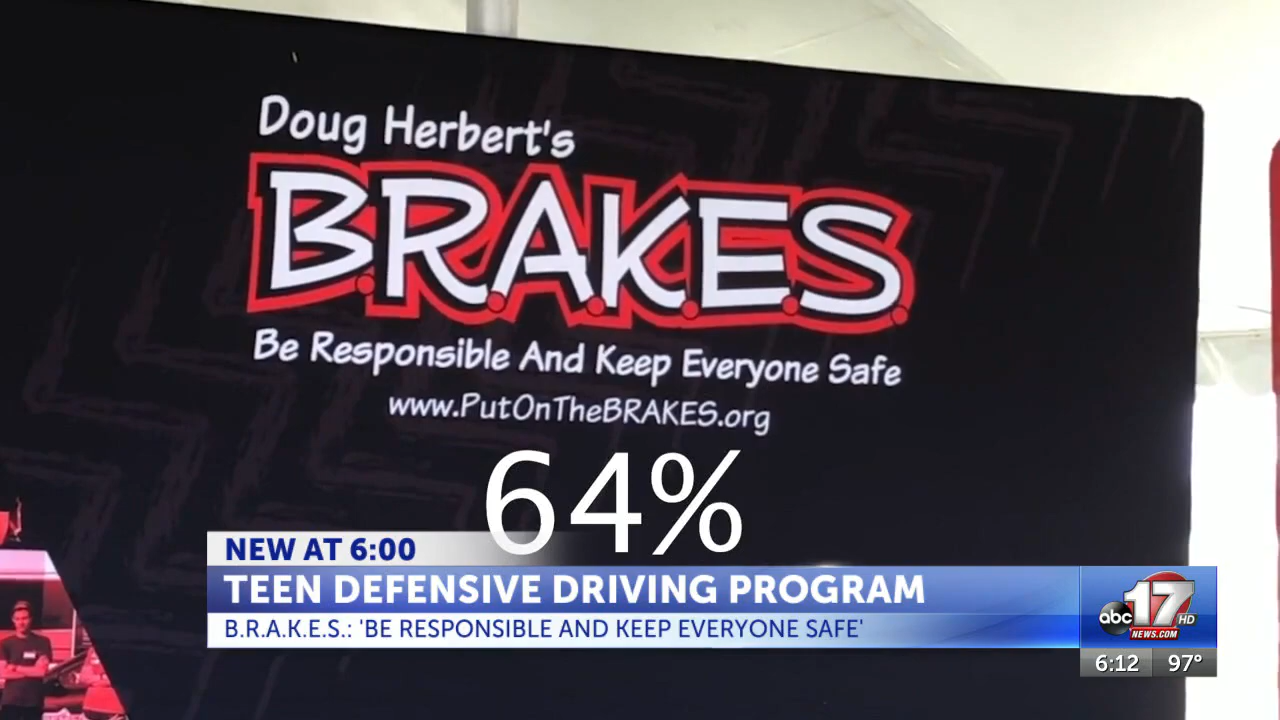 Doug Herbert's
B.R.A.K.E.S.
Be Responsible And Keep Everyone Safe
www.PutOnTheBRAKES.org
64%
NEW AT 6:00
TEEN DEFENSIVE DRIVING PROGRAM
B.R.A.K.E.S.: 'BE RESPONSIBLE AND KEEP EVERYONE SAFE'
abc 17 HD
NEWS.COM
6:12 97°